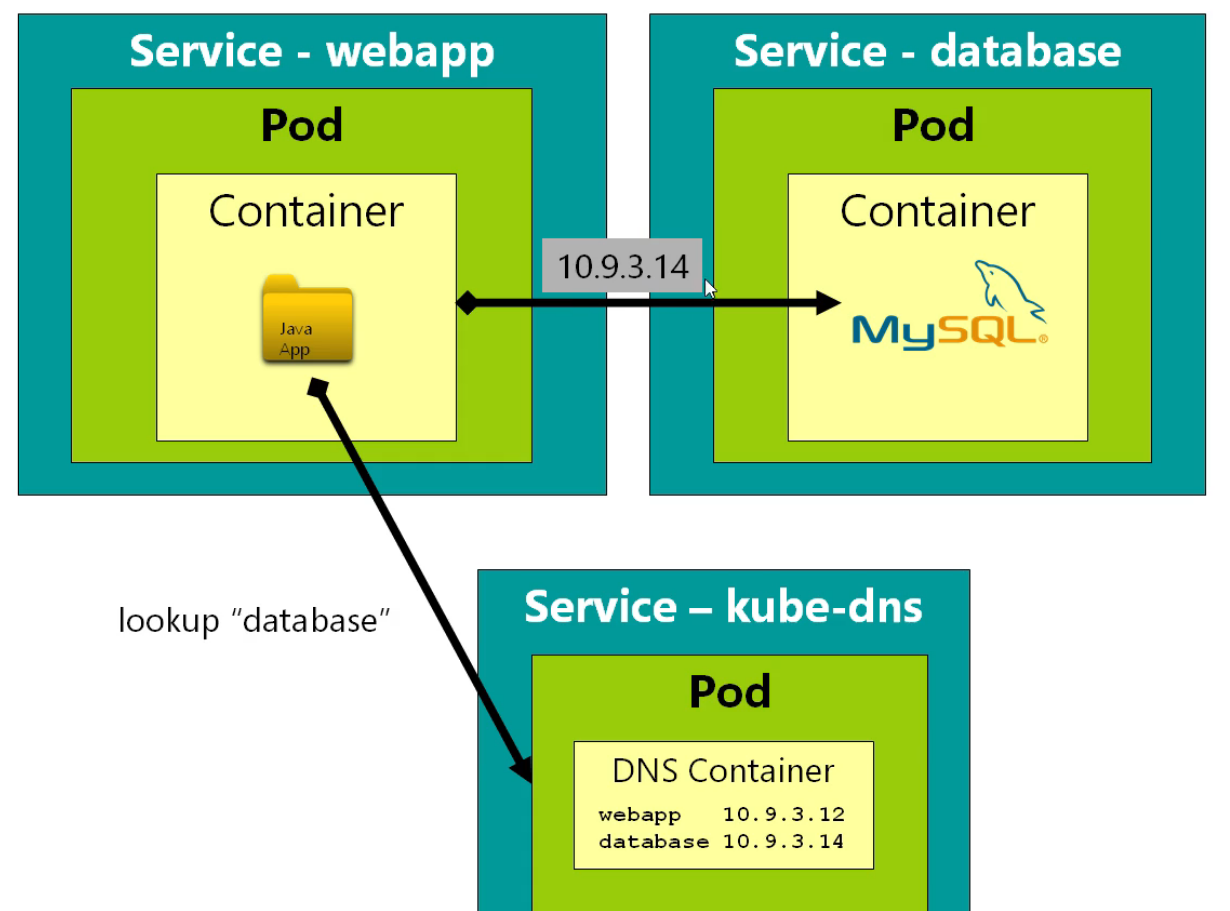 Service - webapp
Pod
Container
Java
App
10.9.3.14
Service - database
Pod
Container
MySQL®
lookup “database”
Service – kube-dns
Pod
DNS Container
webapp 10.9.3.12
database 10.9.3.14